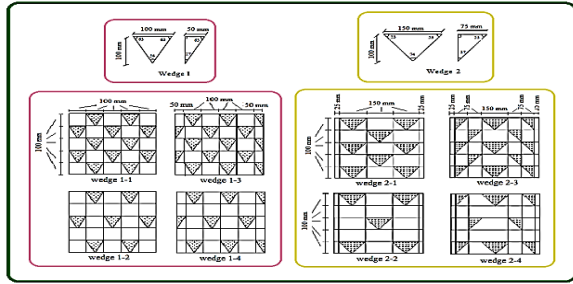 100 mm 50 mm
100 mm
Wedge 1
150 mm 75 mm
100 mm
Wedge 2
100 mm
100 mm
wedge 1-1
100 mm
50 mm 50 mm
wedge 1-3
wedge 1-2
wedge 1-4
150 mm
25 mm 25 mm
100 mm
wedge 2-1
75 mm 75 mm
25 mm 150 mm
wedge 2-3
100 mm
wedge 2-2
wedge 2-4